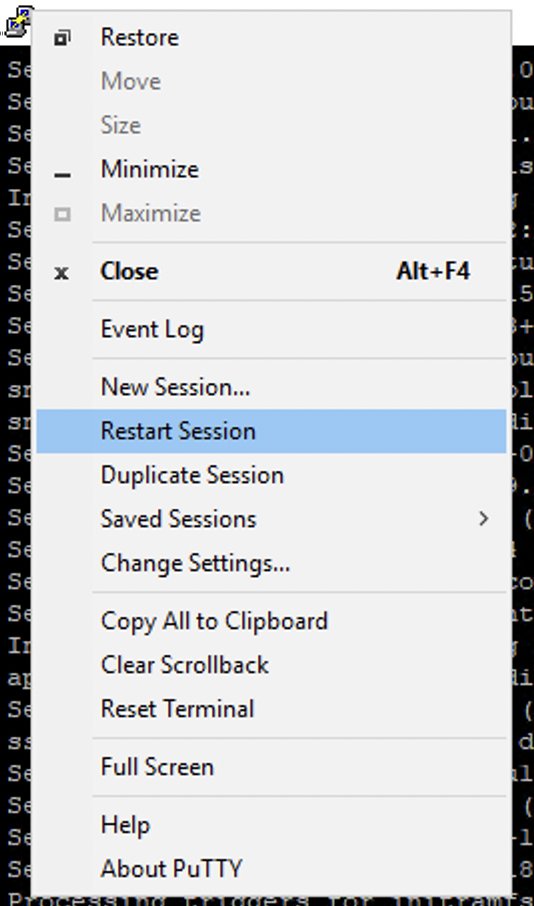 Restore
Move
Size
Minimize
Maximize
Close Alt+F4
Event Log
New Session...
Restart Session
Duplicate Session
Saved Sessions
Change Settings...
Copy All to Clipboard
Clear Scrollback
Reset Terminal
Full Screen
Help
About PuTTY
Processing triggers for initramfs